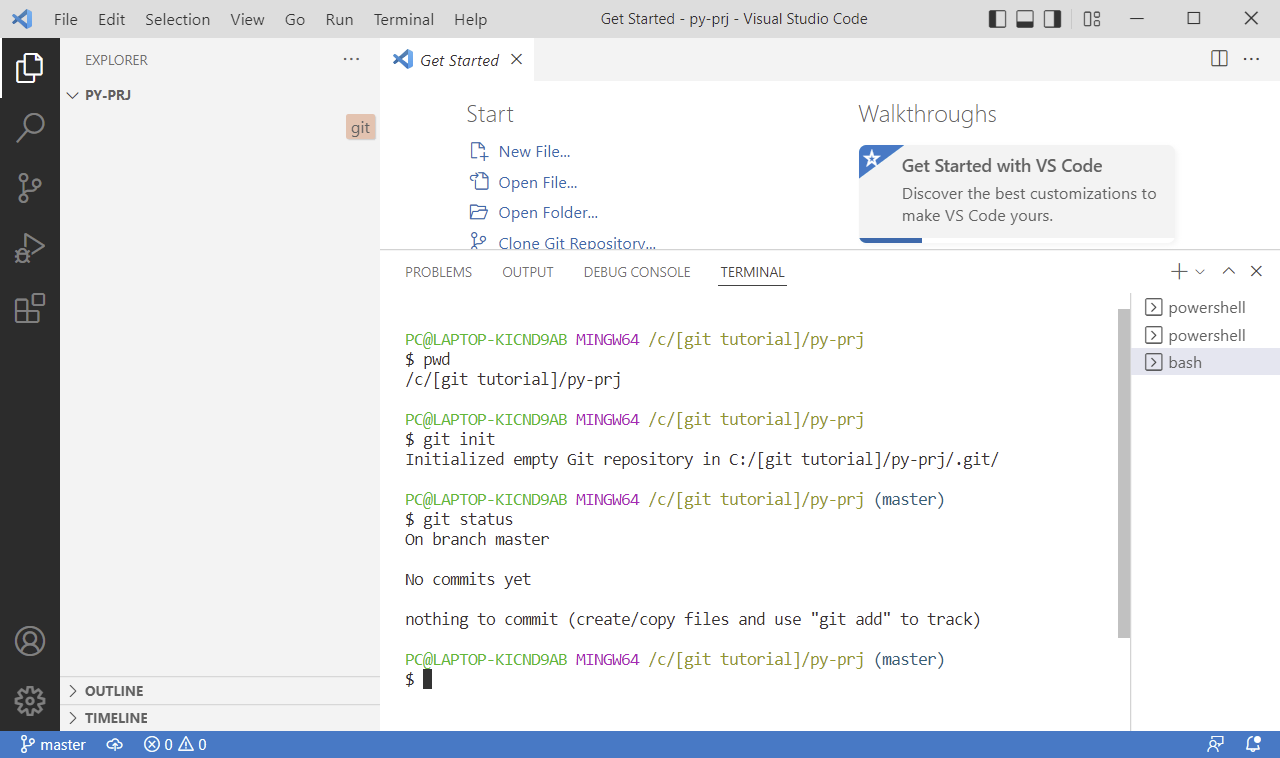 File Edit Selection View Go Run Terminal Help Get Started - py-prj - Visual Studio Code
EXPLORER
PY-PRJ
git
OUTLINE
TIMELINE
Get Started
Start
New File...
Open File...
Open Folder...
Clone Git Repository...
Walkthroughs
Get Started with VS Code
Discover the best customizations to
make VS Code yours.
PROBLEMS OUTPUT DEBUG CONSOLE TERMINAL
PC@LAPTOP-KICND9AB MINGW64 /c/[git tutorial]/py-prj
$ pwd
/c/[git tutorial]/py-prj
PC@LAPTOP-KICND9AB MINGW64 /c/[git tutorial]/py-prj
$ git init
Initialized empty Git repository in C:/[git tutorial]/py-prj/.git/
PC@LAPTOP-KICND9AB MINGW64 /c/[git tutorial]/py-prj (master)
$ git status
On branch master
No commits yet
nothing to commit (create/copy files and use "git add" to track)
PC@LAPTOP-KICND9AB MINGW64 /c/[git tutorial]/py-prj (master)
$
powershell
powershell
bash
master 0 0